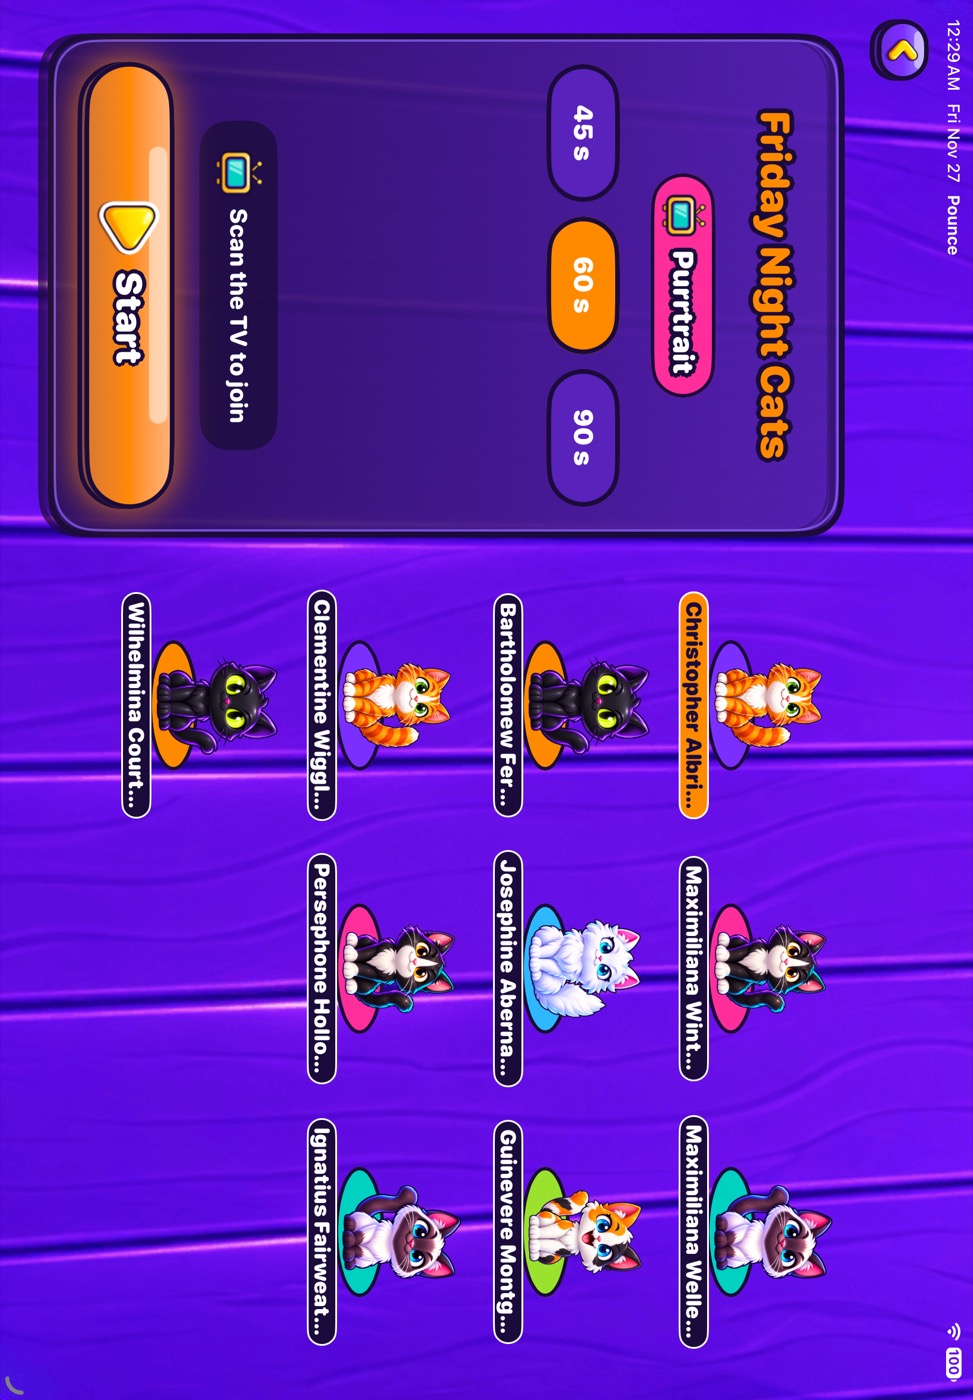 12:29 AM Fri Nov 27 Pounce
100
Friday Night Cats
Purrtrait
45 s
60 s
90 s
Scan the TV to join
Start
Christopher Albri...
Maximiliana Wint...
Maximiliana Welle...
Bartholomew Fer...
Josephine Aberna...
Guinevere Montg...
Clementine Wiggl...
Persephone Hollo...
Ignatius Fairweat...
Wilhelmina Court...